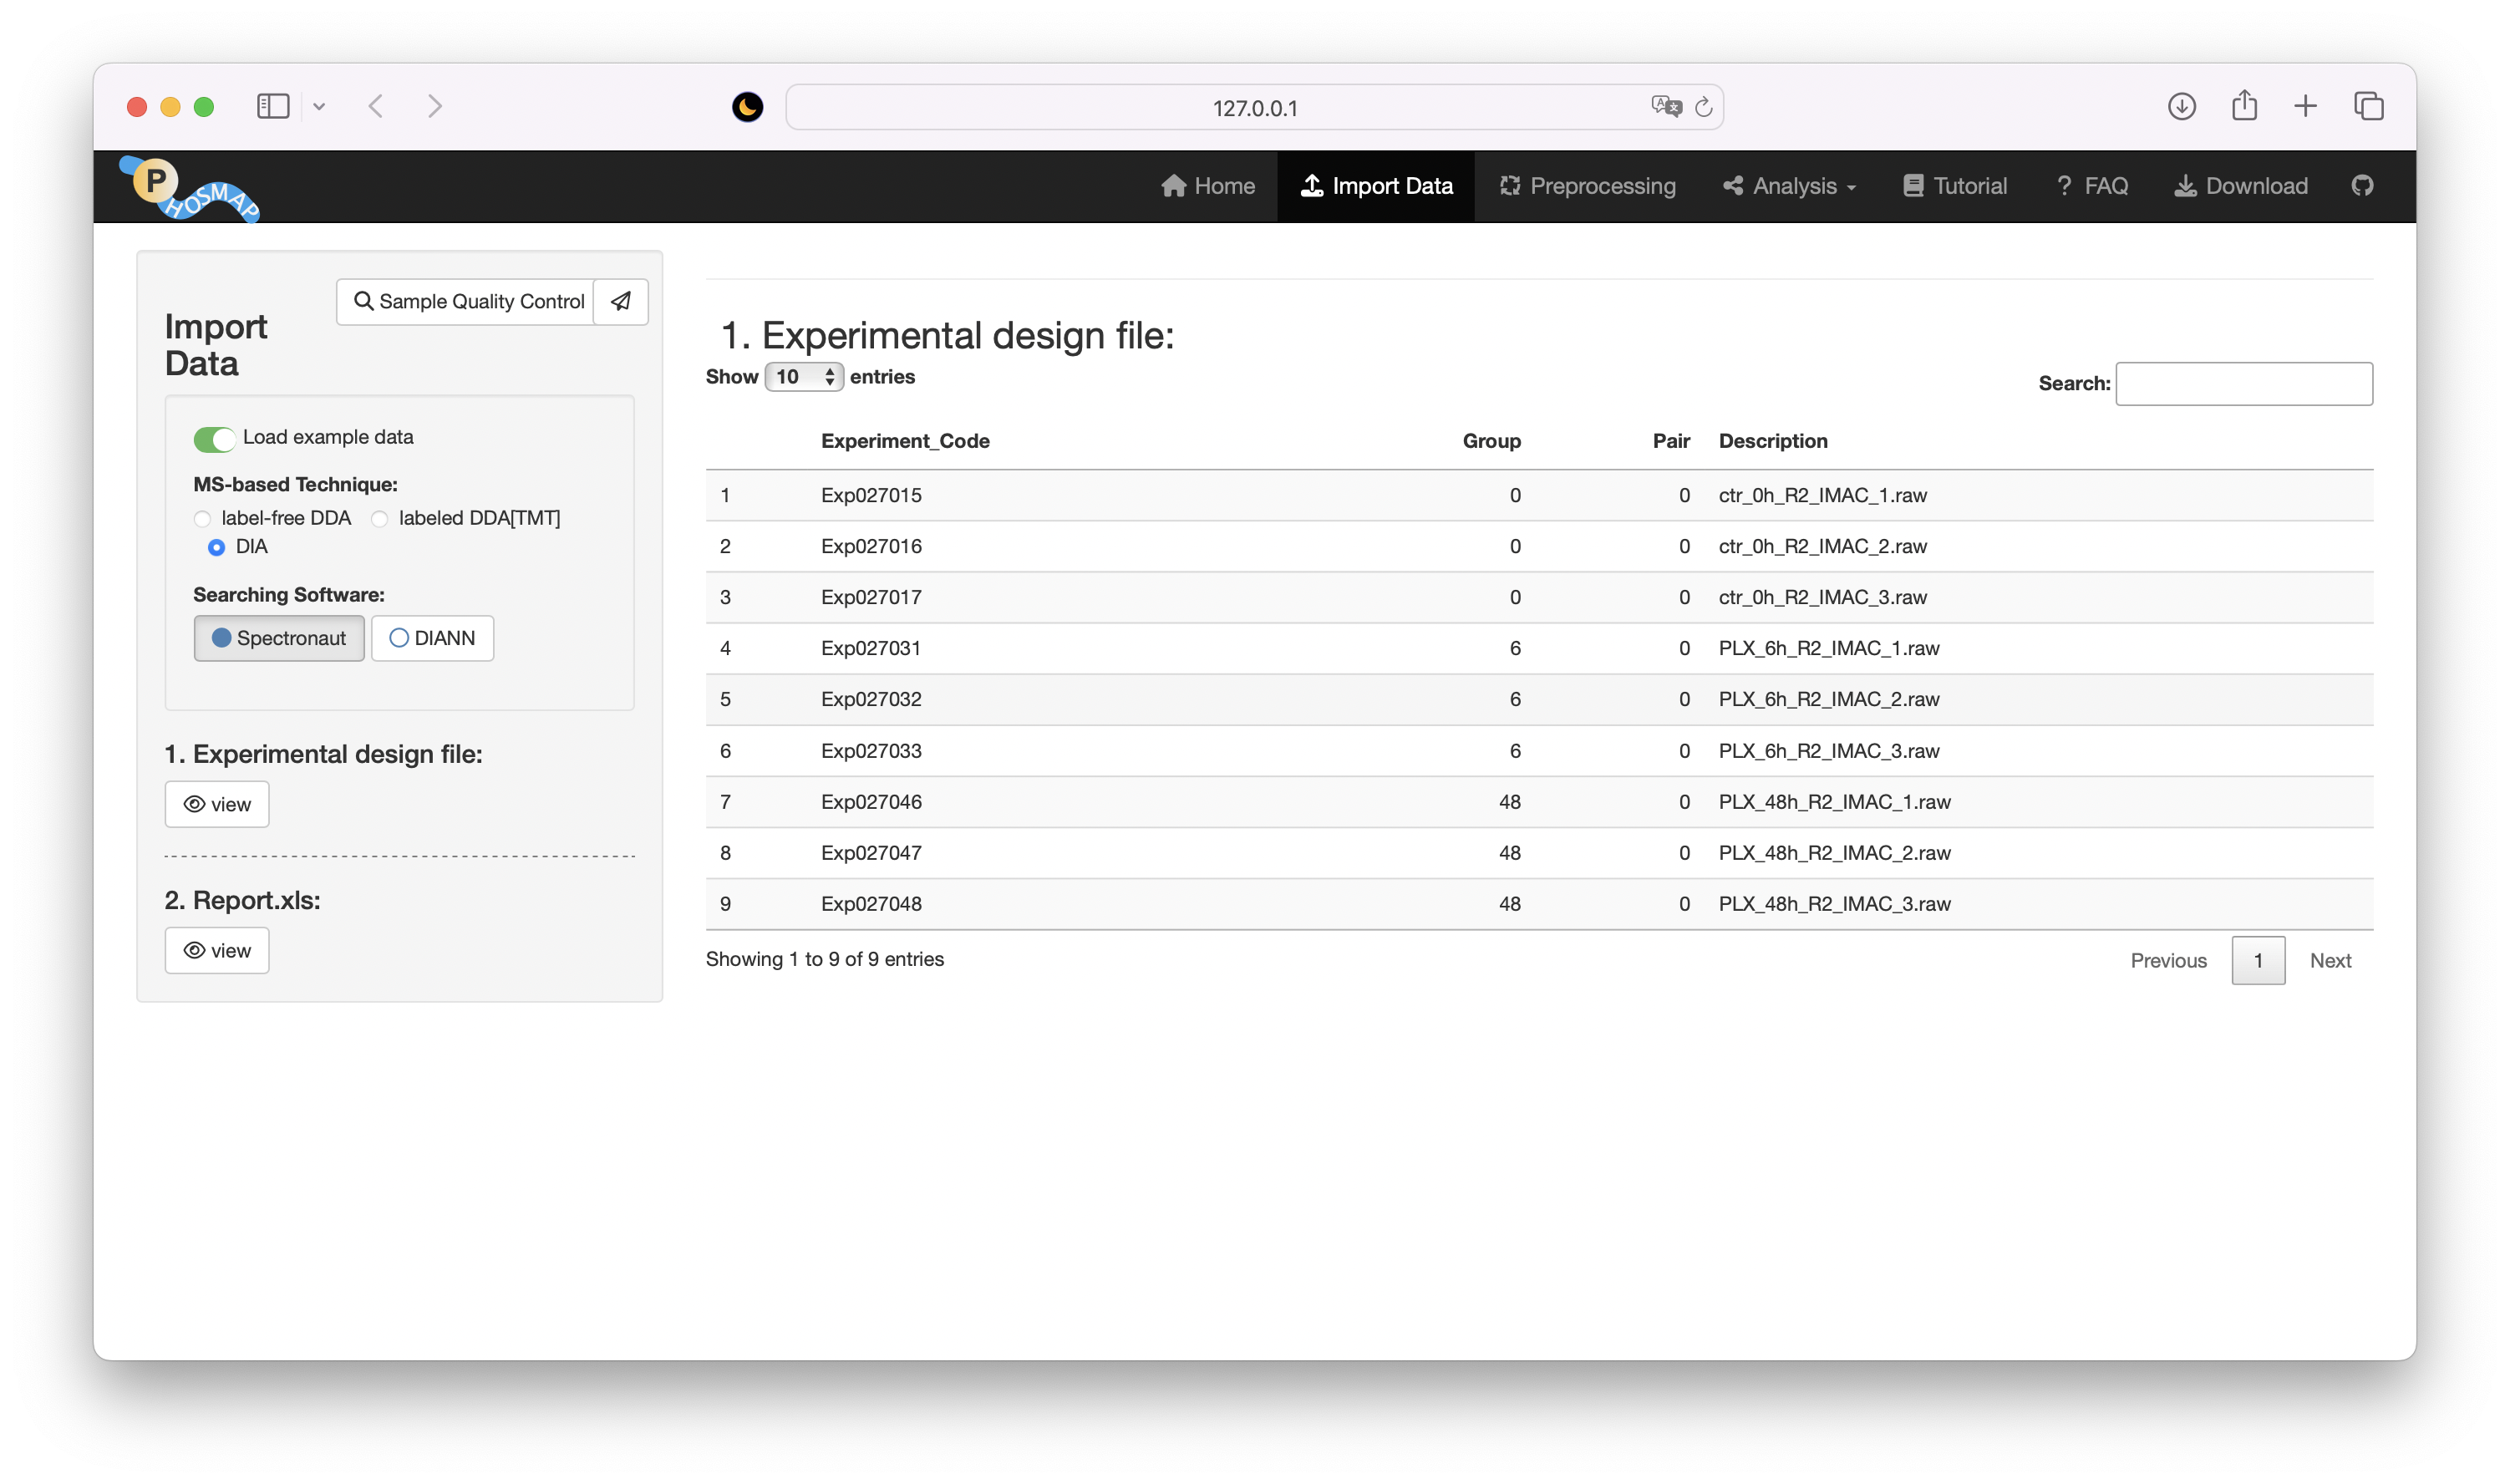 127.0.0.1
PHOSMAP
Home Import Data Preprocessing Analysis Tutorial ? FAQ Download
Sample Quality Control
Import
Data
Load example data
MS-based Technique:
label-free DDA labeled DDA[TMT]
DIA
Searching Software:
Spectronaut DIANN
1. Experimental design file:
view
2. Report.xls:
view
1. Experimental design file:
Show 10 entries
Search:
Experiment_Code Group Pair Description
1 Exp027015 0 0 ctr_0h_R2_IMAC_1.raw
2 Exp027016 0 0 ctr_0h_R2_IMAC_2.raw
3 Exp027017 0 0 ctr_0h_R2_IMAC_3.raw
4 Exp027031 6 0 PLX_6h_R2_IMAC_1.raw
5 Exp027032 6 0 PLX_6h_R2_IMAC_2.raw
6 Exp027033 6 0 PLX_6h_R2_IMAC_3.raw
7 Exp027046 48 0 PLX_48h_R2_IMAC_1.raw
8 Exp027047 48 0 PLX_48h_R2_IMAC_2.raw
9 Exp027048 48 0 PLX_48h_R2_IMAC_3.raw
Showing 1 to 9 of 9 entries
Previous 1 Next